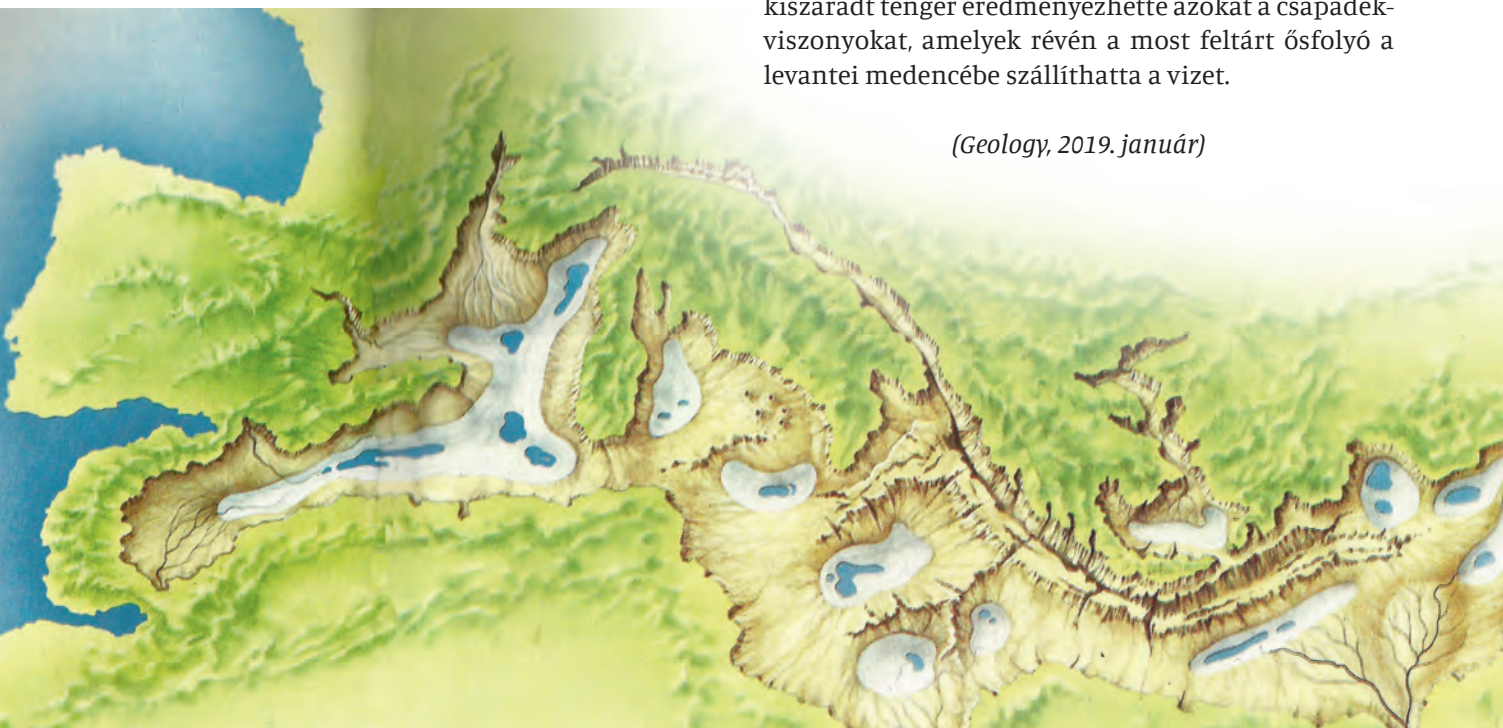 kiszáradt tenger eredményezhette azokat a csapadék-
viszonyokat, amelyek révén a most feltárt ősfolyó a
levantei medencébe szállíthatta a vizet.
(Geology, 2019. január)